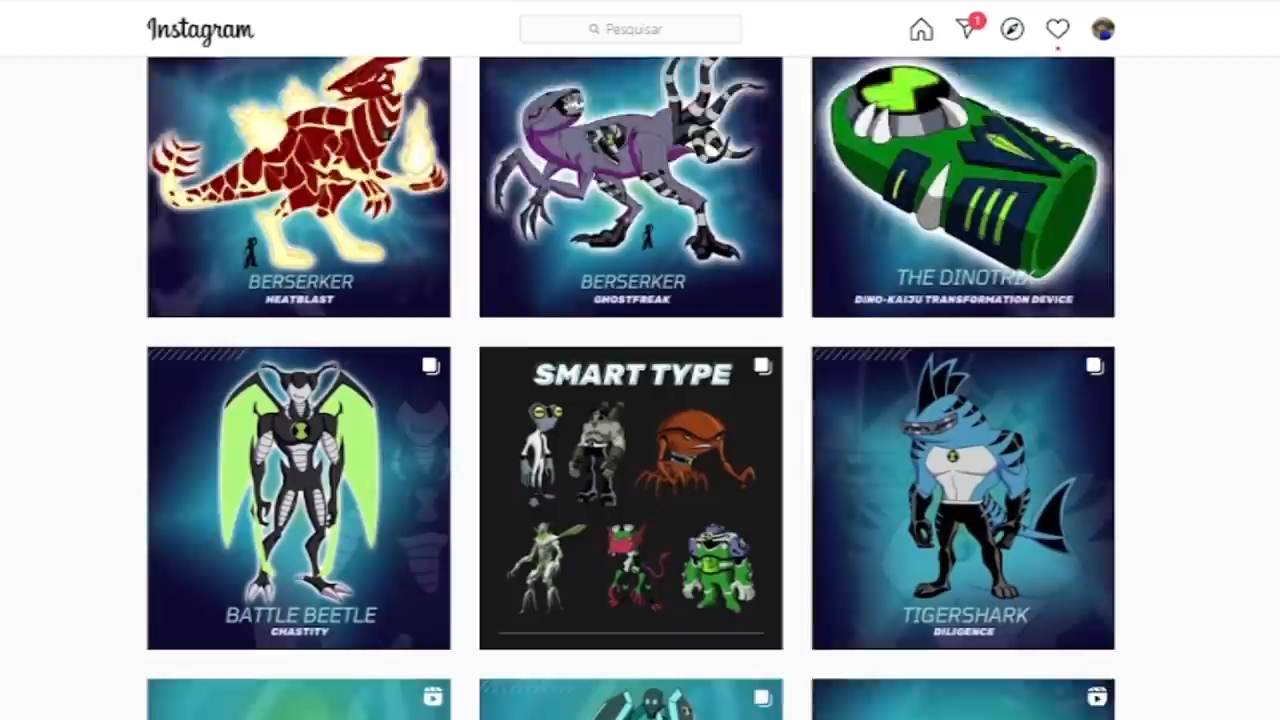 Instagram
Pesquisar
1
BERSERKER
HEATBLAST
BERSERKER
GHOSTFREAK
THE DINOTRIX
DINO-KAIJU TRANSFORMATION DEVICE
BATTLE BEETLE
CHASTITY
SMART TYPE
TIGERSHARK
DILIGENCE